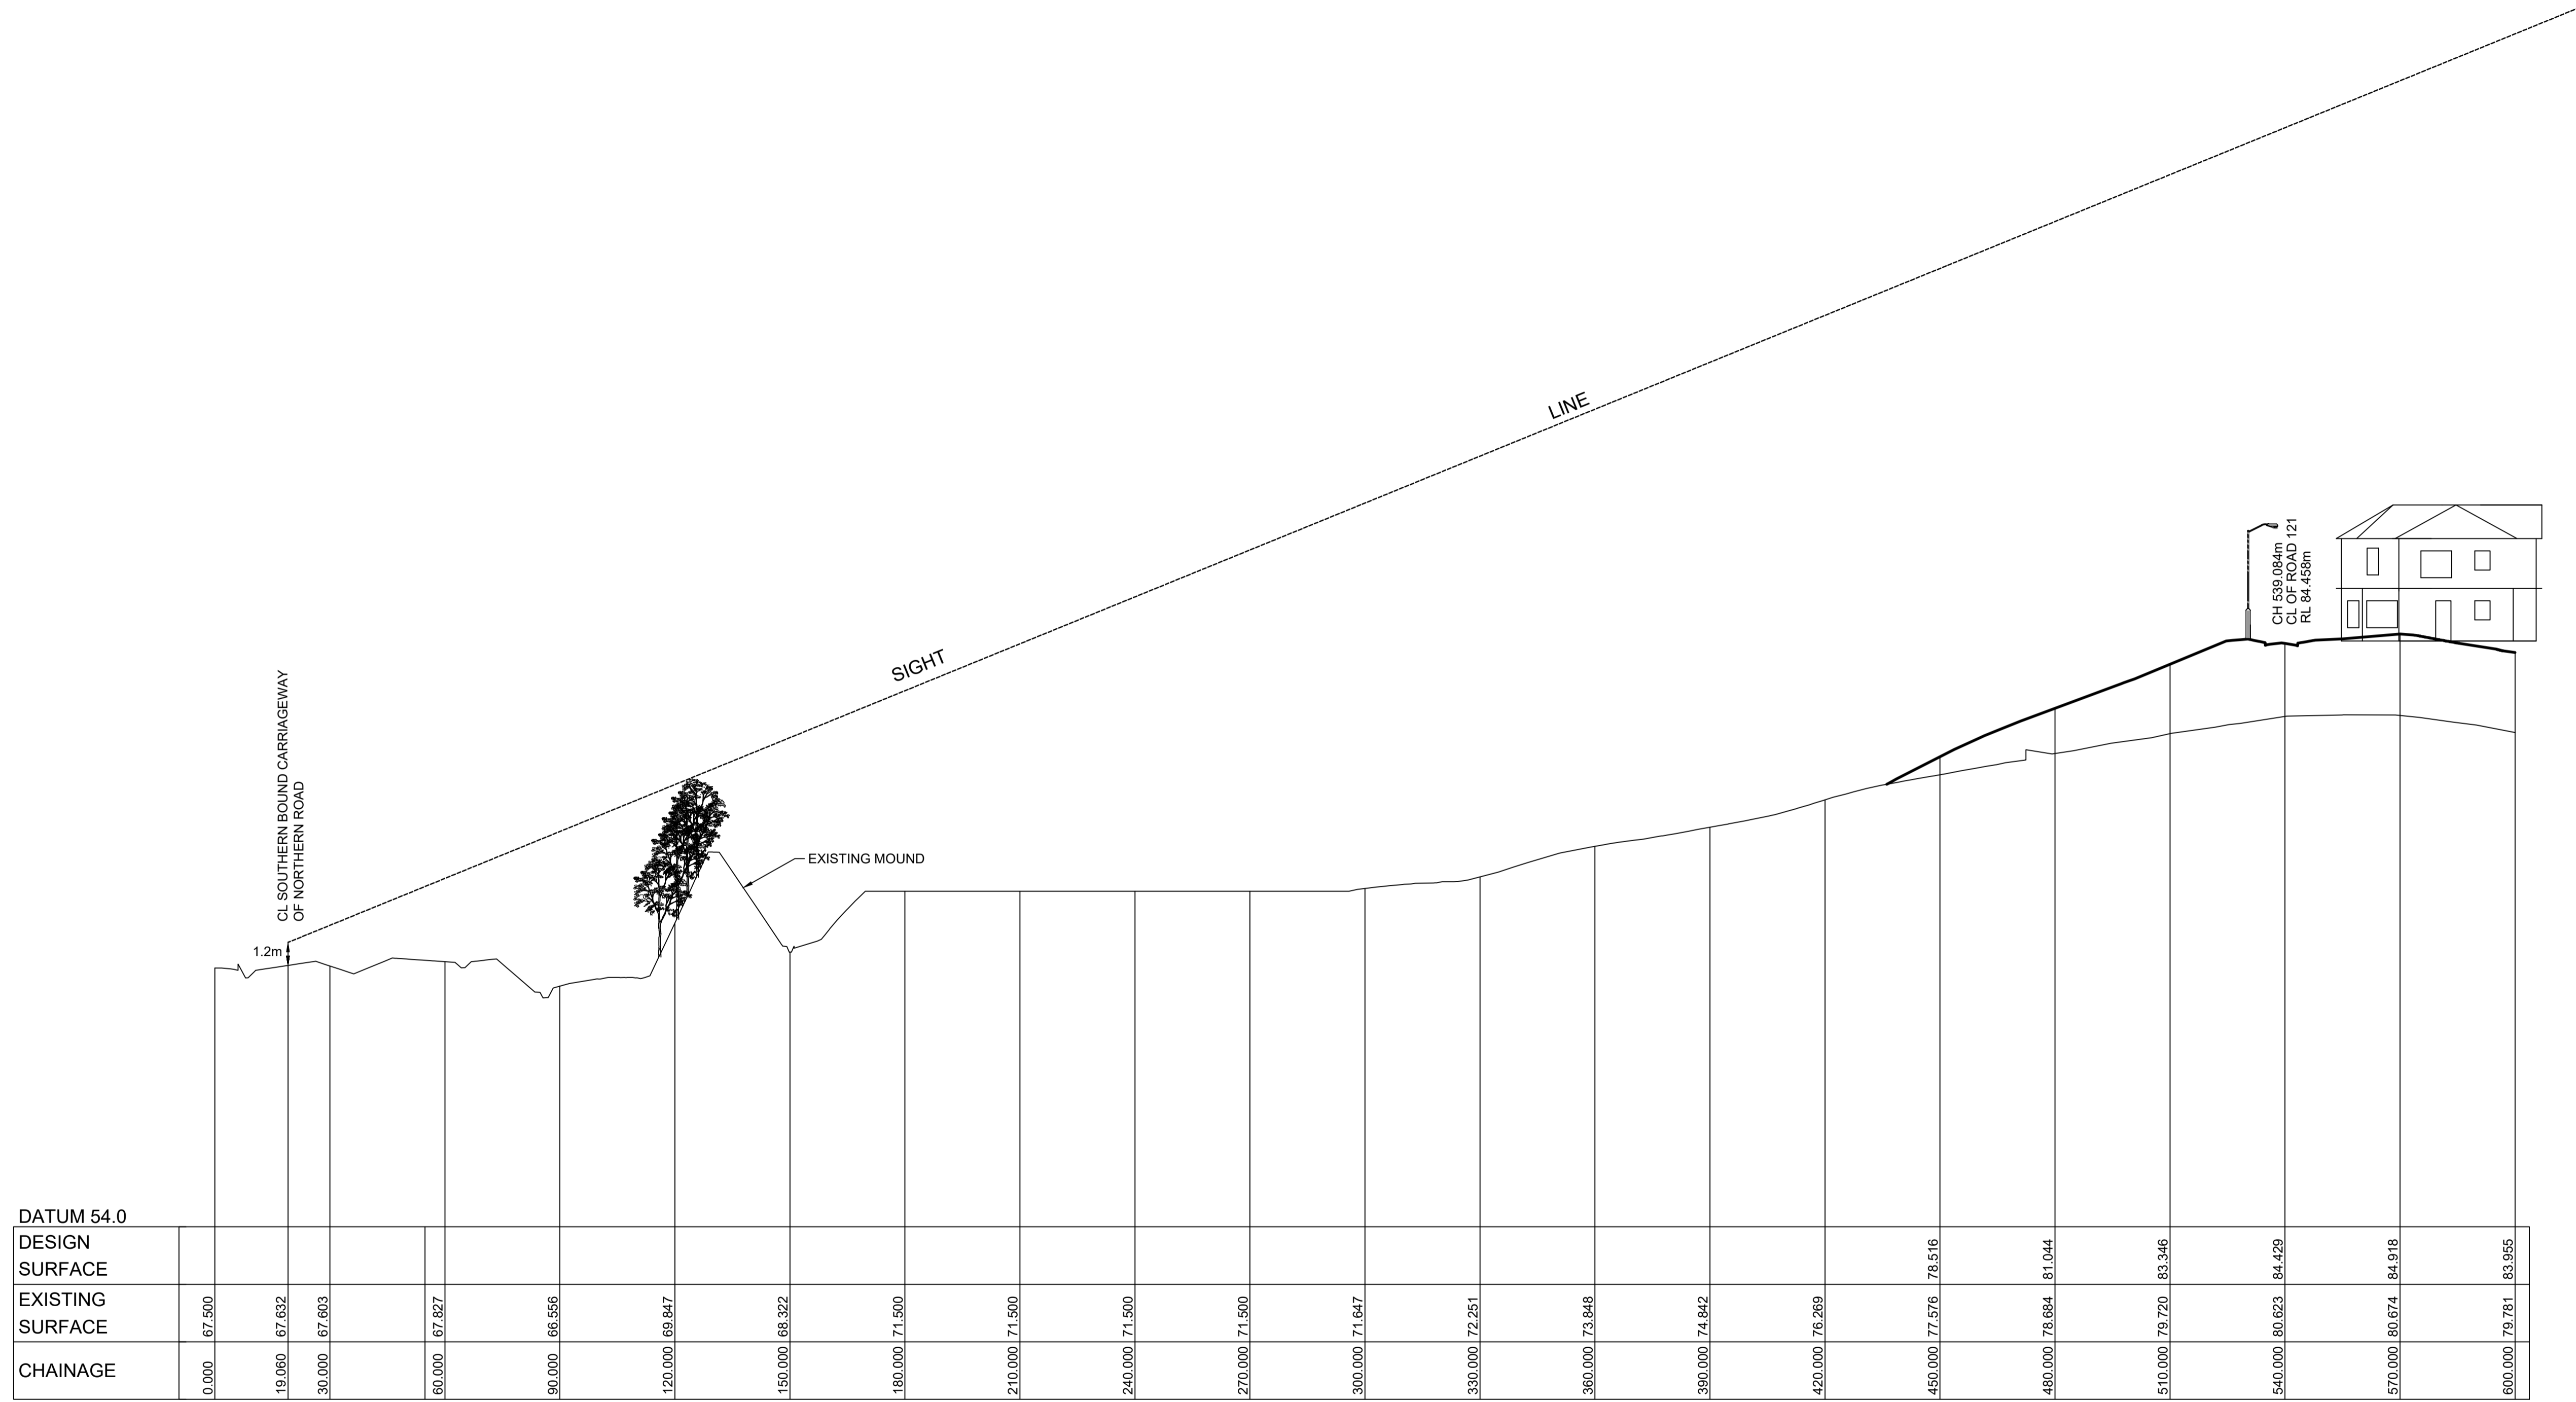 LINE
CH 539.084m
CL OF ROAD 121
RL 84.458m
SIGHT
CL SOUTHERN BOUND CARRIAGEWAY
OF NORTHERN ROAD
EXISTING MOUND
1.2m
DATUM 54.0
DESIGN
SURFACE
78.516 81.044 83.346 84.429 84.918 83.955
EXISTING
SURFACE
67.500 67.632 67.603 67.827 66.556 69.847 68.322 71.500 71.500 71.500 71.500 71.647 72.251 73.848 74.842 76.269 77.576 78.684 79.720 80.623 80.674 79.781
CHAINAGE
0.000 19.060 30.000 60.000 90.000 120.000 150.000 180.000 210.000 240.000 270.000 300.000 330.000 360.000 390.000 420.000 450.000 480.000 510.000 540.000 570.000 600.000